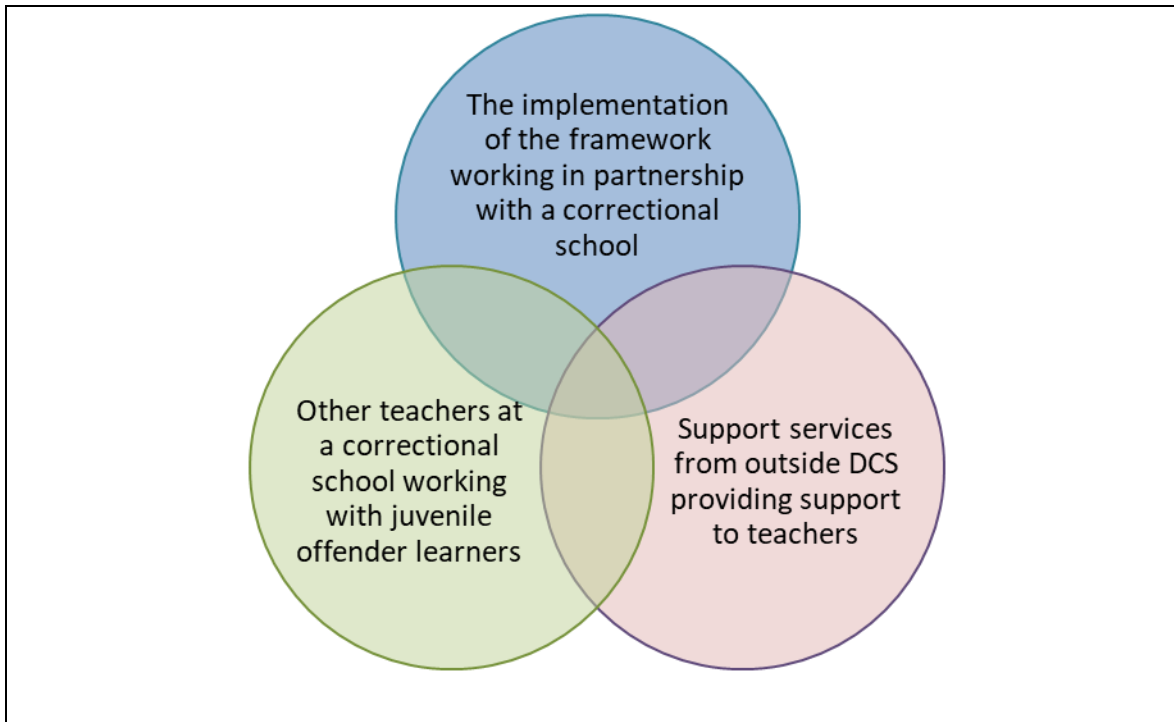 The implementation
of the framework
working in partnership
with a correctional
school
Other teachers at
a correctional
school working
with juvenile
offender learners
Support services
from outside DCS
providing support
to teachers